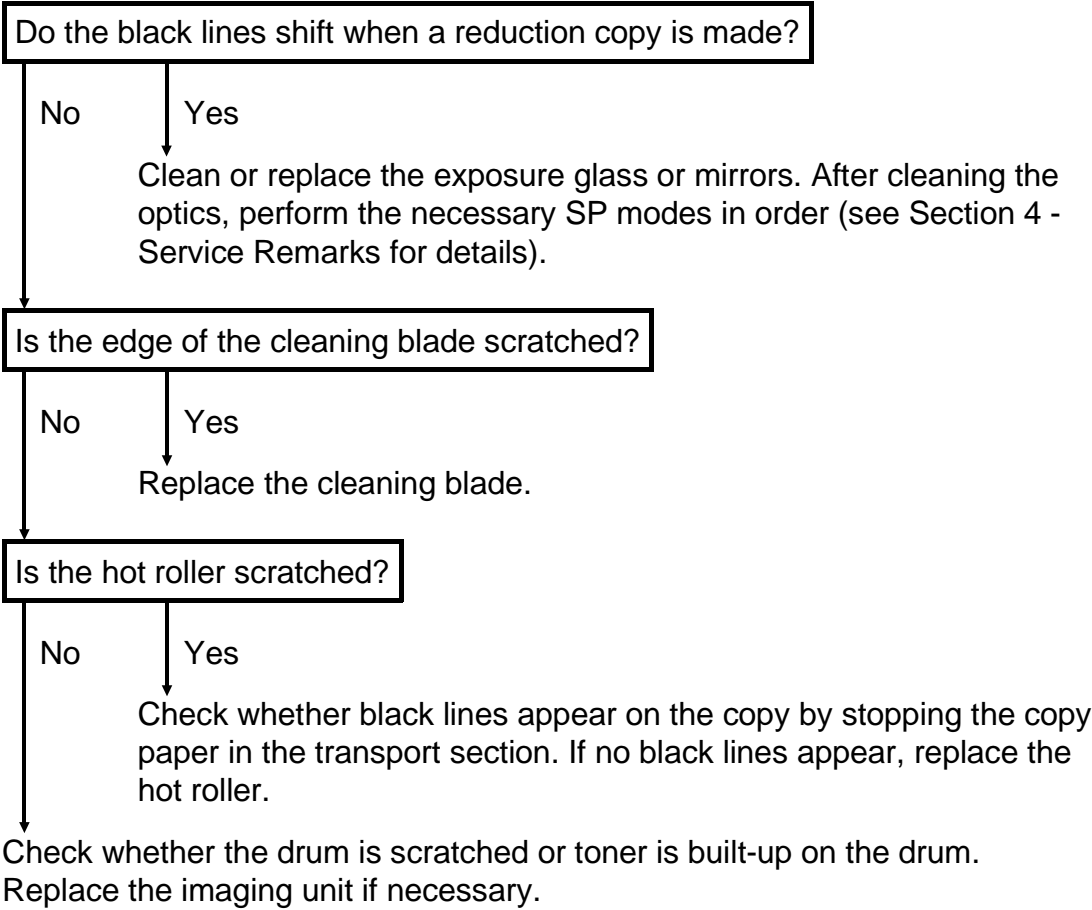 Do the black lines shift when a reduction copy is made?
No
Yes
Clean or replace the exposure glass or mirrors. After cleaning the
optics, perform the necessary SP modes in order (see Section 4 -
Service Remarks for details).
Is the edge of the cleaning blade scratched?
No
Yes
Replace the cleaning blade.
Is the hot roller scratched?
No
Yes
Check whether black lines appear on the copy by stopping the copy
paper in the transport section. If no black lines appear, replace the
hot roller.
Check whether the drum is scratched or toner is built-up on the drum.
Replace the imaging unit if necessary.